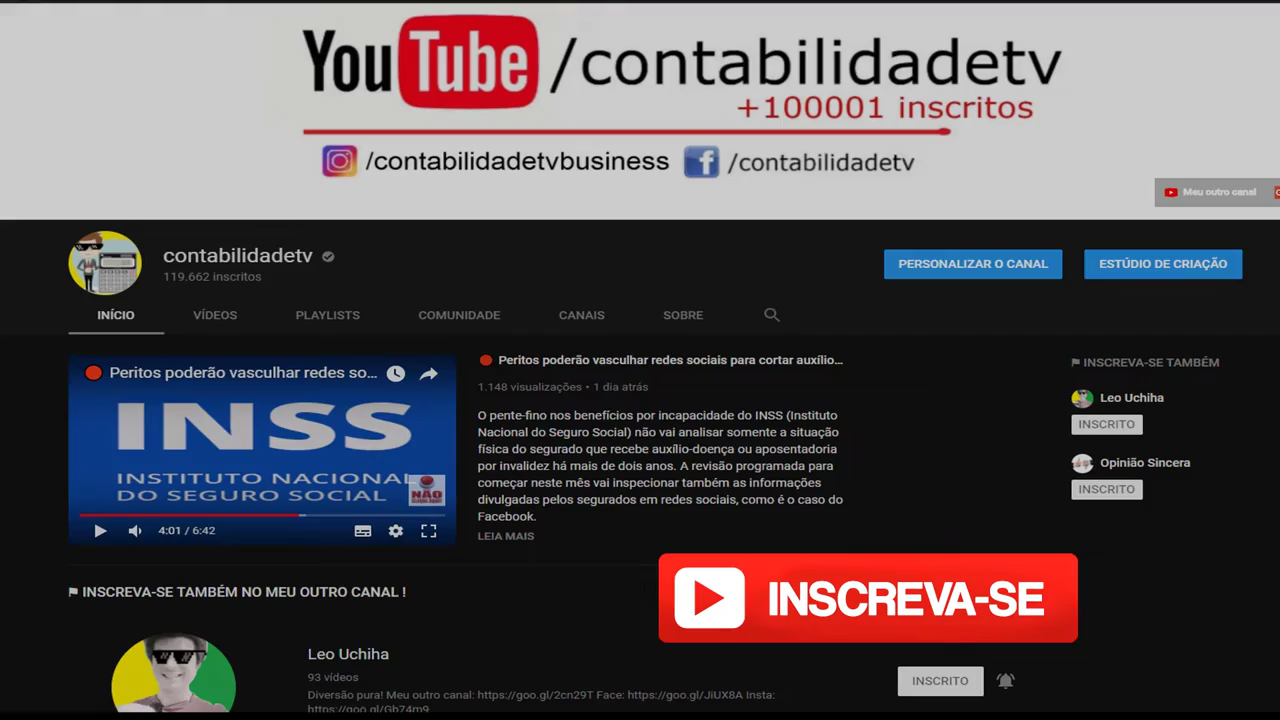 YouTube /contabilidadetv
+100001 inscritos
/contabilidadetvbusiness /contabilidadetv
Meu outro canal
contabilidadetv
119.662 inscritos
PERSONALIZAR O CANAL
ESTÚDIO DE CRIAÇÃO
INÍCIO VÍDEOS PLAYLISTS COMUNIDADE CANAIS SOBRE
Peritos poderão vasculhar redes so...
INSS
INSTITUTO NACIONAL
DO SEGURO SOCIAL
NÃO
4:01 / 6:42
Peritos poderão vasculhar redes sociais para cortar auxílio...
1.148 visualizações • 1 dia atrás
O pente-fino nos benefícios por incapacidade do INSS (Instituto
Nacional do Seguro Social) não vai analisar somente a situação
física do segurado que recebe auxílio-doença ou aposentadoria
por invalidez há mais de dois anos. A revisão programada para
começar neste mês vai inspecionar também as informações
divulgadas pelos segurados em redes sociais, como é o caso do
Facebook.
LEIA MAIS
INSCREVA-SE TAMBÉM
Leo Uchiha
INSCRITO
Opinião Sincera
INSCRITO
INSCREVA-SE TAMBÉM NO MEU OUTRO CANAL !
INSCREVA-SE
Leo Uchiha
93 vídeos
Diversão pura! Meu outro canal: https://goo.gl/2cn29T Face: https://goo.gl/JiUX8A Insta:
https://goo.gl/Gb74m9
INSCRITO